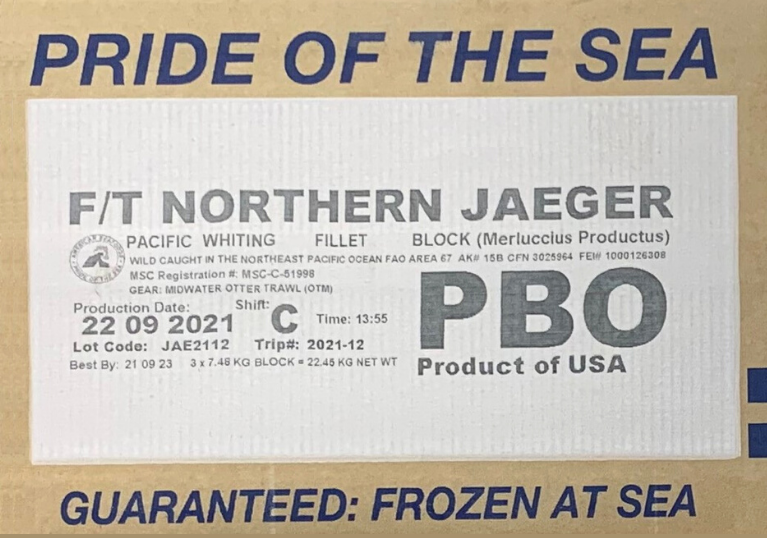 PRIDE OF THE SEA
F/T NORTHERN JAEGER
PACIFIC WHITING FILLET BLOCK (Merluccius Productus)
WILD CAUGHT IN THE NORTHEAST PACIFIC OCEAN FAO AREA 67 AK# 15B CFN 3025964 FEI# 1000126308
MSC Registration #: MSC-C-51998
GEAR: MIDWATER OTTER TRAWL (OTM)
Production Date: Shift:
22 09 2021 C Time: 13:55
Lot Code: JAE2112 Trip#: 2021-12
Best By: 21 09 23 3 x 7.48 KG BLOCK = 22.45 KG NET WT
PBO
Product of USA
GUARANTEED: FROZEN AT SEA